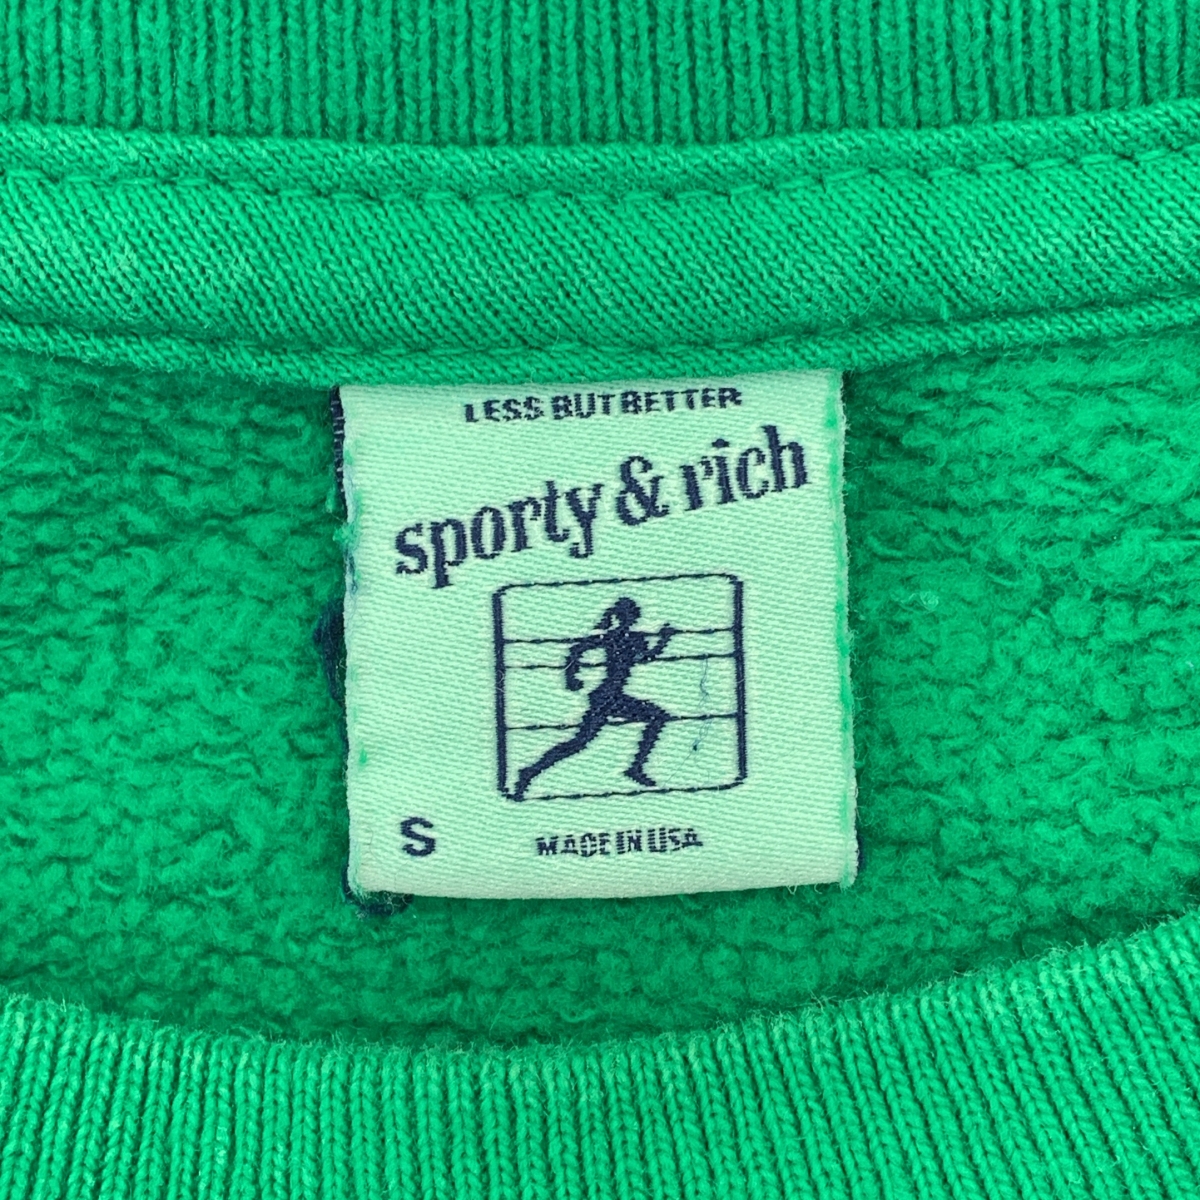 LESS BUT BETTER
sporty & rich
S
MADE IN USA